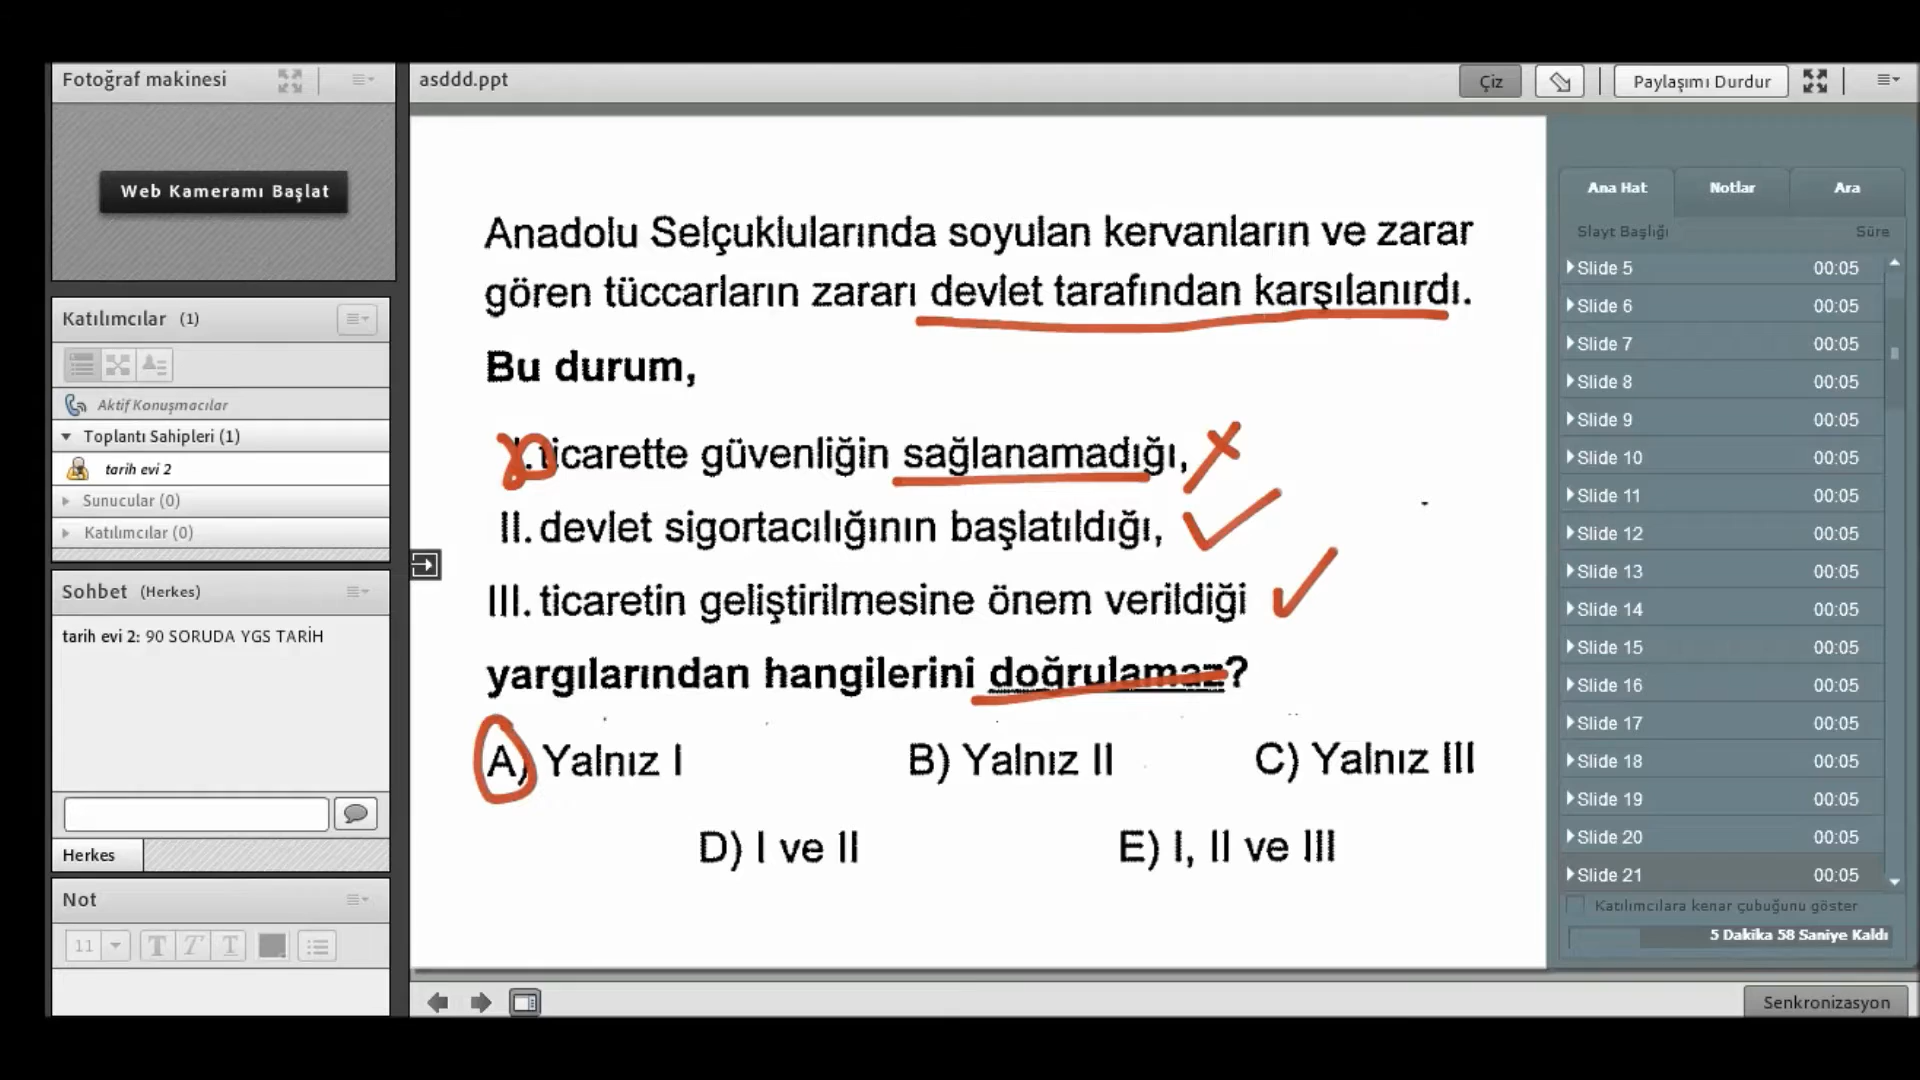 Fotoğraf makinesi
Web Kameramı Başlat
Katılımcılar (1)
Aktif Konuşmacılar
Toplantı Sahipleri (1)
tarih evi 2
Sunucular (0)
Katılımcılar (0)
Sohbet (Herkes)
tarih evi 2: 90 SORUDA YGS TARİH
Herkes
Not
11
asddd.ppt
Çiz
Paylaşımı Durdur
Anadolu Selçuklularında soyulan kervanların ve zarar
gören tüccarların zararı devlet tarafından karşılanırdı.
Bu durum,
I. ticarette güvenliğin sağlanamadığı,
II. devlet sigortacılığının başlatıldığı,
III. ticaretin geliştirilmesine önem verildiği
yargılarından hangilerini doğrulamaz?
A) Yalnız I B) Yalnız II C) Yalnız III
D) I ve II E) I, II ve III
Ana Hat Notlar Ara
Slayt Başlığı Süre
Slide 5 00:05
Slide 6 00:05
Slide 7 00:05
Slide 8 00:05
Slide 9 00:05
Slide 10 00:05
Slide 11 00:05
Slide 12 00:05
Slide 13 00:05
Slide 14 00:05
Slide 15 00:05
Slide 16 00:05
Slide 17 00:05
Slide 18 00:05
Slide 19 00:05
Slide 20 00:05
Slide 21 00:05
Katılımcılara kenar çubuğunu göster
5 Dakika 58 Saniye Kaldı
Senkronizasyon